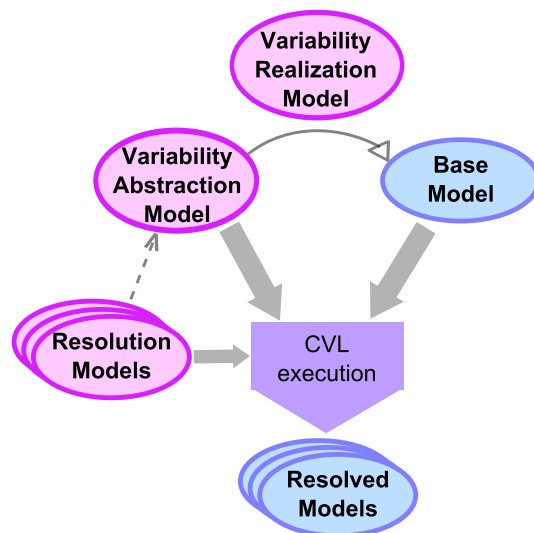 Variability
Realization
Model
Variability
Abstraction
Model
Base
Model
Resolution
Models
CVL
execution
Resolved
Models